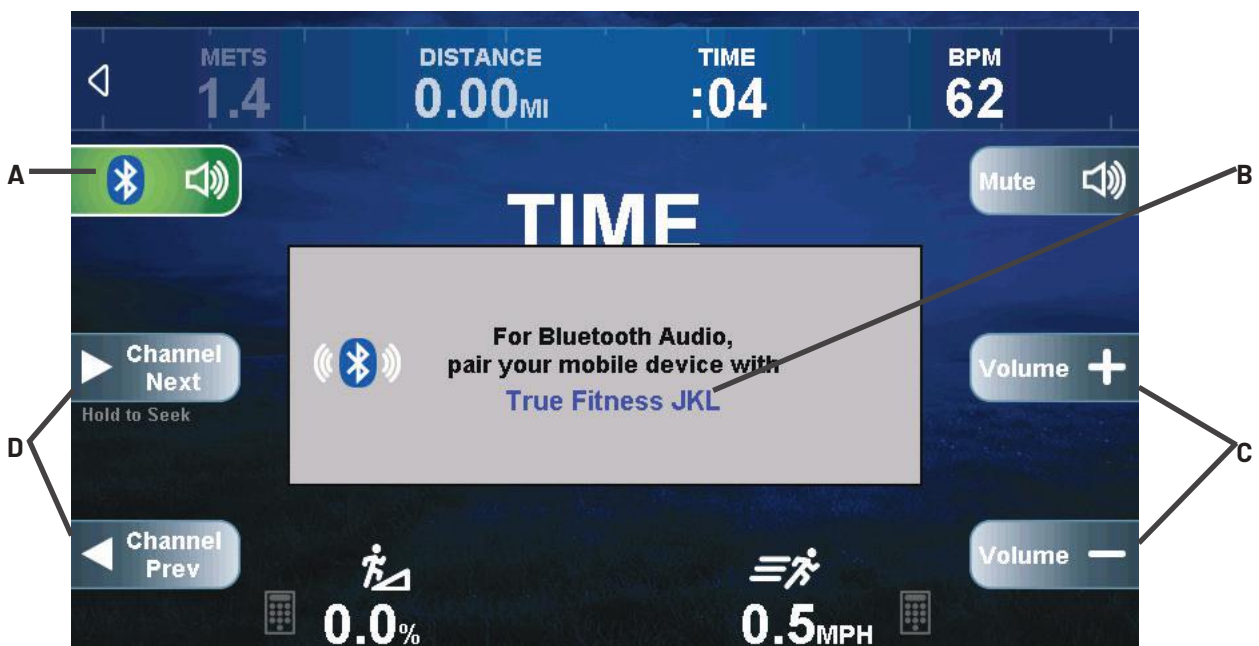 METS DISTANCE TIME BPM
1.4 0.00MI :04 62
A
B
Mute
TIME
For Bluetooth Audio,
pair your mobile device with
True Fitness JKL
Channel
Next
Hold to Seek
Volume +
D
C
Channel
Prev
Volume −
0.0%
0.5MPH